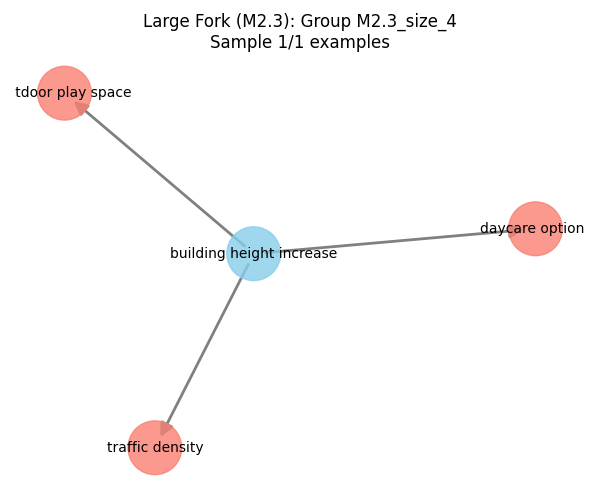 Large Fork (M2.3): Group M2.3_size_4
Sample 1/1 examples
tdoor play space
daycare option
building height increase
traffic density